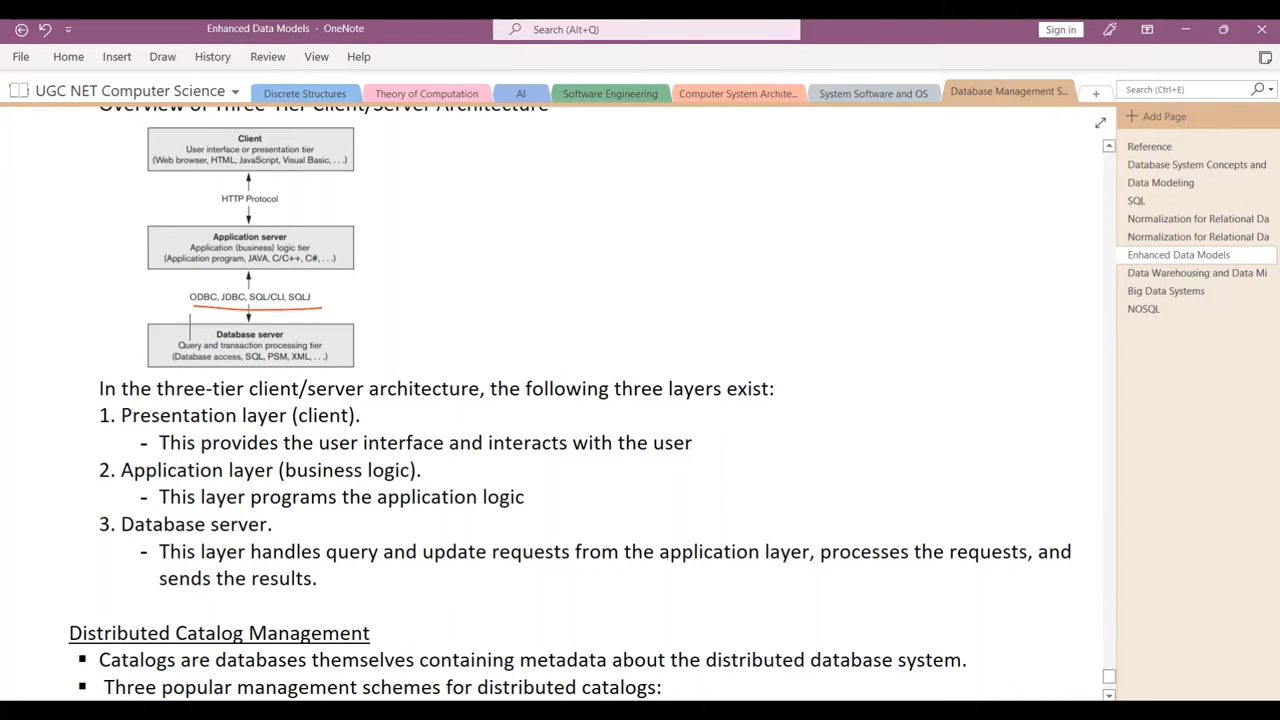 Enhanced Data Models - OneNote
Search (Alt+Q)
Sign in
File Home Insert Draw History Review View Help
UGC NET Computer Science
Discrete Structures Theory of Computation AI Software Engineering Computer System Archite... System Software and OS Database Management S...
Search (Ctrl+E)
Add Page
Reference
Database System Concepts and
Data Modeling
SQL
Normalization for Relational Da
Normalization for Relational Da
Enhanced Data Models
Data Warehousing and Data Mi
Big Data Systems
NOSQL
Overview of Three-Tier Client/Server Architecture
Client
User interface or presentation tier
(Web browser, HTML, JavaScript, Visual Basic, . . .)
HTTP Protocol
Application server
Application (business) logic tier
(Application program, JAVA, C/C++, C#, . . .)
ODBC, JDBC, SQL/CLI, SQLJ
Database server
Query and transaction processing tier
(Database access, SQL, PSM, XML, . . .)
In the three-tier client/server architecture, the following three layers exist:
1. Presentation layer (client).
- This provides the user interface and interacts with the user
2. Application layer (business logic).
- This layer programs the application logic
3. Database server.
- This layer handles query and update requests from the application layer, processes the requests, and
sends the results.
Distributed Catalog Management
▪ Catalogs are databases themselves containing metadata about the distributed database system.
▪ Three popular management schemes for distributed catalogs: